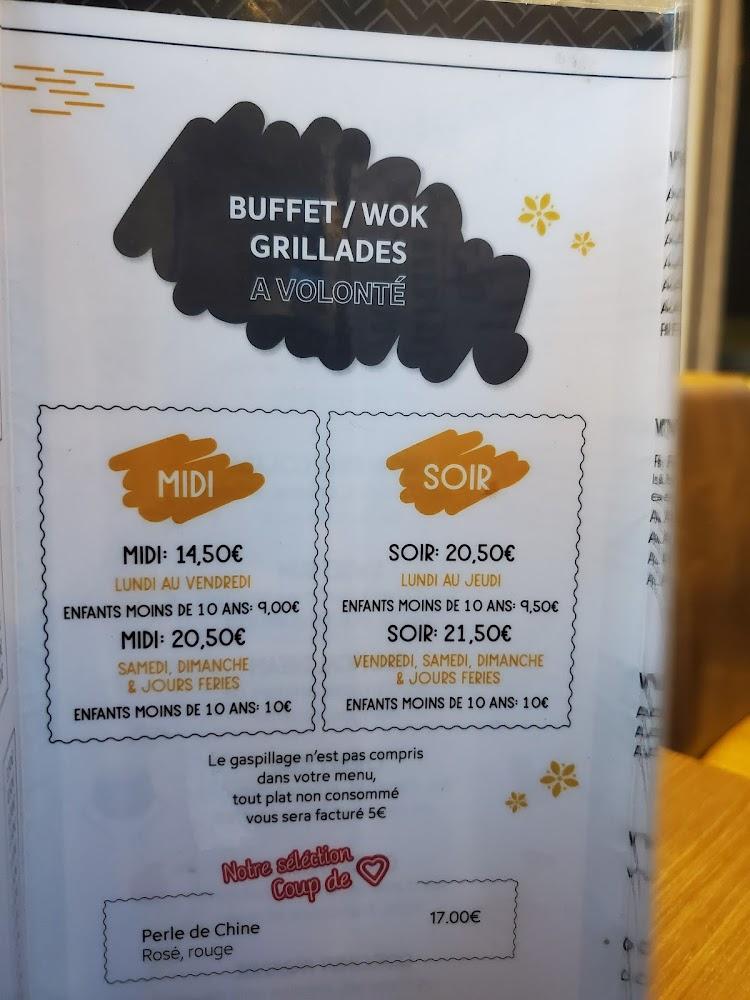 BUFFET / WOK
GRILLADES
A VOLONTÉ
MIDI
MIDI: 14,50€
LUNDI AU VENDREDI
ENFANTS MOINS DE 10 ANS: 9,00€
MIDI: 20,50€
SAMEDI, DIMANCHE
& JOURS FERIES
ENFANTS MOINS DE 10 ANS: 10€
SOIR
SOIR: 20,50€
LUNDI AU JEUDI
ENFANTS MOINS DE 10 ANS: 9,50€
SOIR: 21,50€
VENDREDI, SAMEDI, DIMANCHE
& JOURS FERIES
ENFANTS MOINS DE 10 ANS: 10€
Le gaspillage n'est pas compris
dans votre menu,
tout plat non consommé
vous sera facturé 5€
Notre séléction
Coup de
Perle de Chine 17.00€
Rosé, rouge